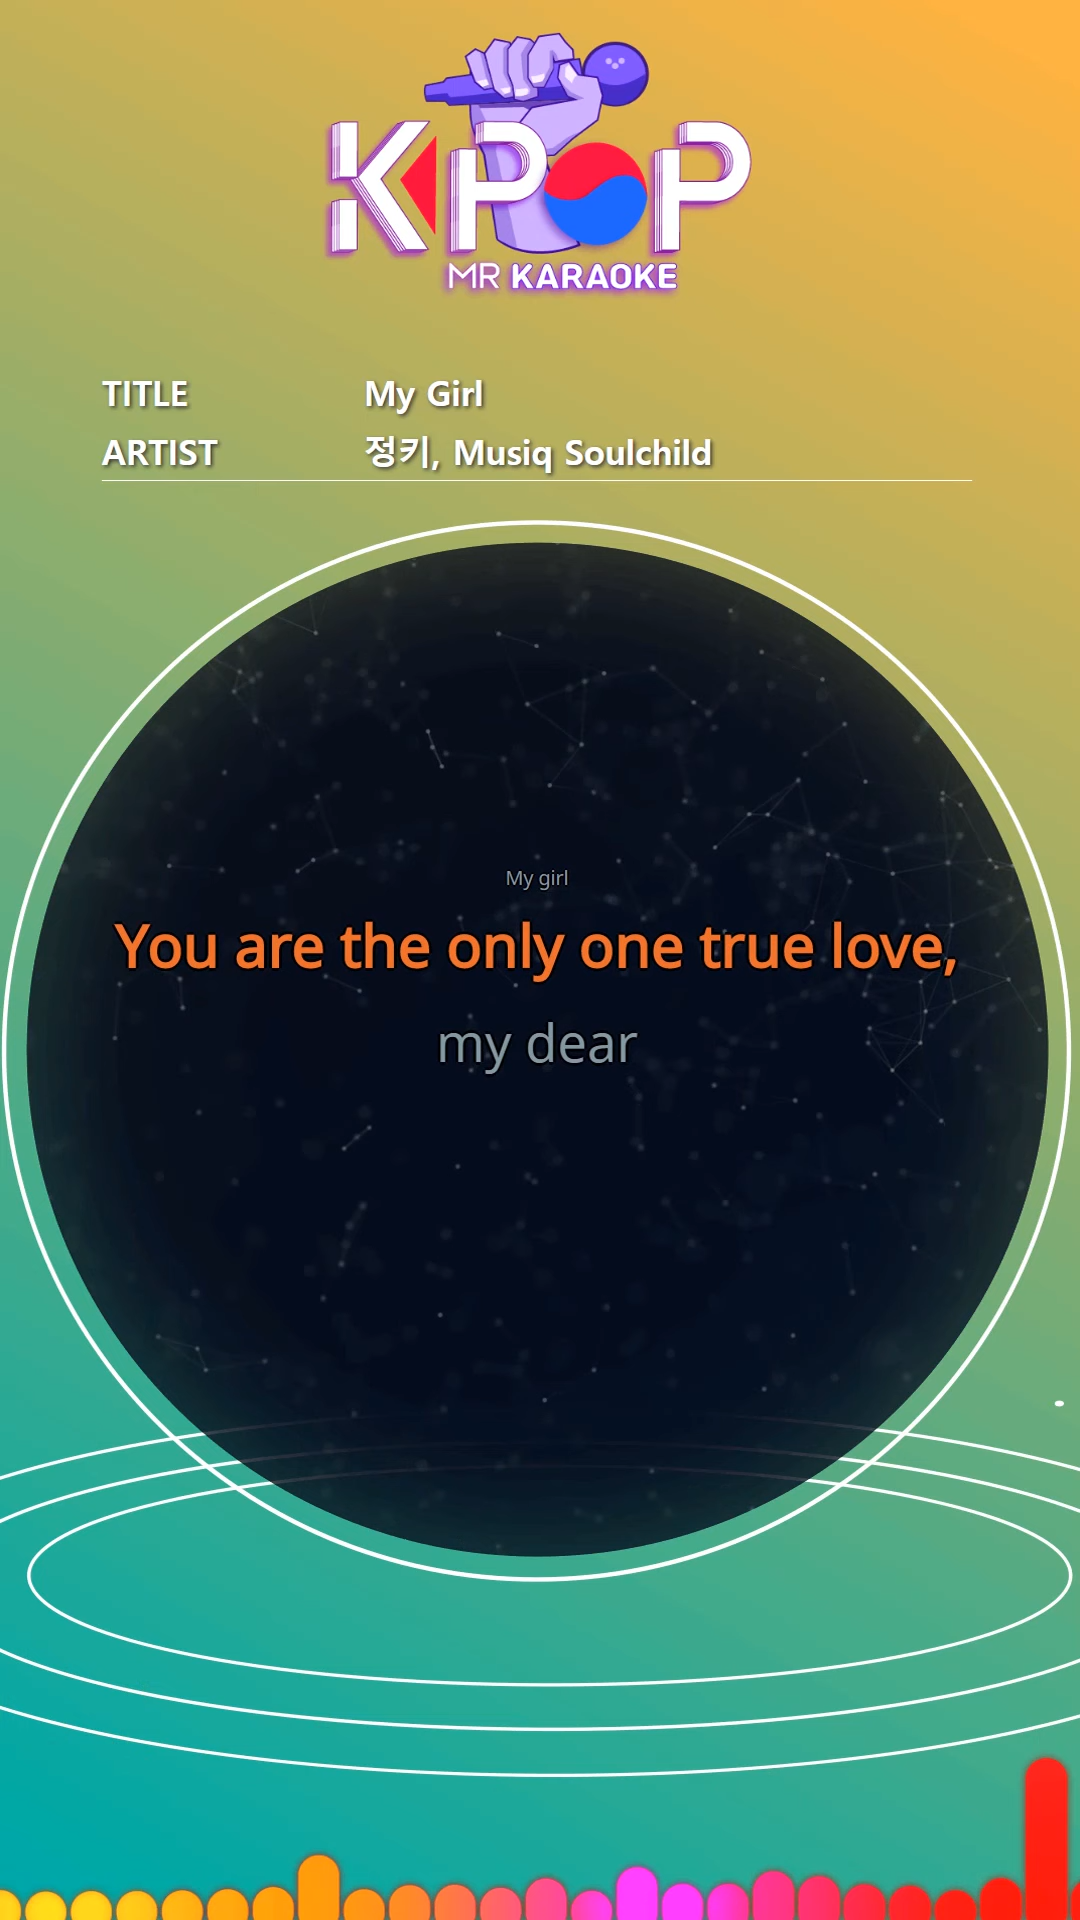 KPOP
MR KARAOKE
TITLE My Girl
ARTIST 정키, Musiq Soulchild
My girl
You are the only one true love,
my dear